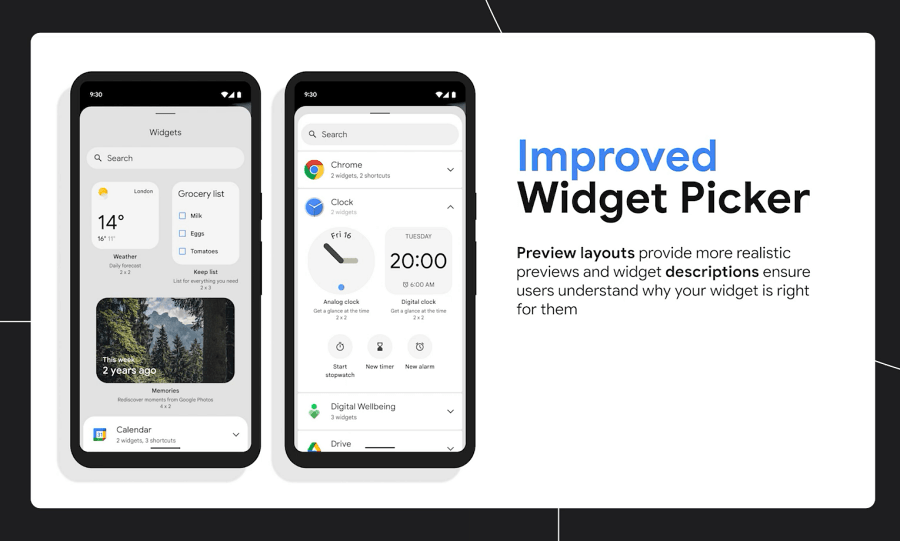 9:30
Widgets
Search
London
14°
16° 11°
Weather
Daily forecast
2 x 2
Grocery list
Milk
Eggs
Tomatoes
Keep list
List for everything you need
2 x 3
This week
2 years ago
Memories
Rediscover moments from Google Photos
4 x 2
Calendar
2 widgets, 3 shortcuts
9:30
Search
Chrome
2 widgets, 2 shortcuts
Clock
2 widgets
Fri 16
Analog clock
Get a glance at the time
2 x 2
TUESDAY
20:00
6:00 AM
Digital clock
Get a glance at the time
2 x 2
Start
stopwatch
New timer
New alarm
Digital Wellbeing
3 widgets
Drive
Improved
Widget Picker
Preview layouts provide more realistic
previews and widget descriptions ensure
users understand why your widget is right
for them